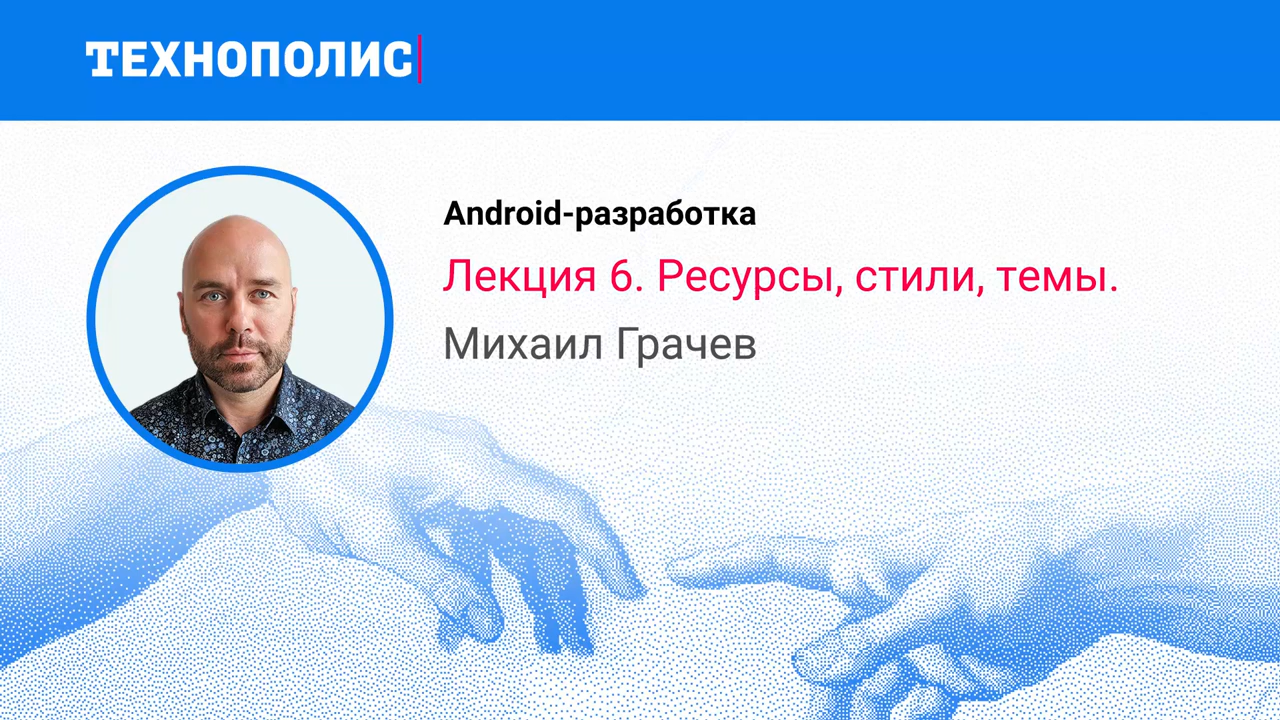 ТЕХНОПОЛИС
Android-разработка
Лекция 6. Ресурсы, стили, темы.
Михаил Грачев